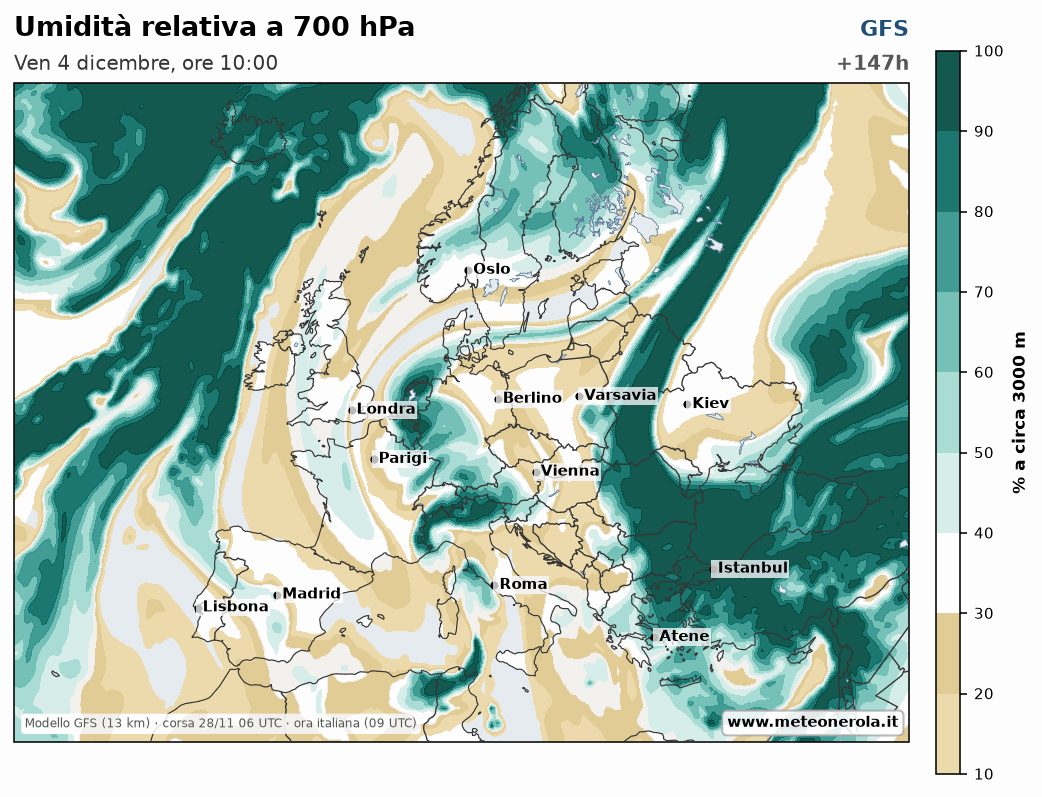 Umidità relativa a 700 hPa
GFS
Ven 4 dicembre, ore 10:00
+147h
100
90
80
70
60
50
40
30
20
10
% a circa 3000 m
Oslo
Londra
Berlino
Varsavia
Kiev
Parigi
Vienna
Istanbul
Roma
Madrid
Lisbona
Atene
Modello GFS (13 km) · corsa 28/11 06 UTC · ora italiana (09 UTC)
www.meteonerola.it